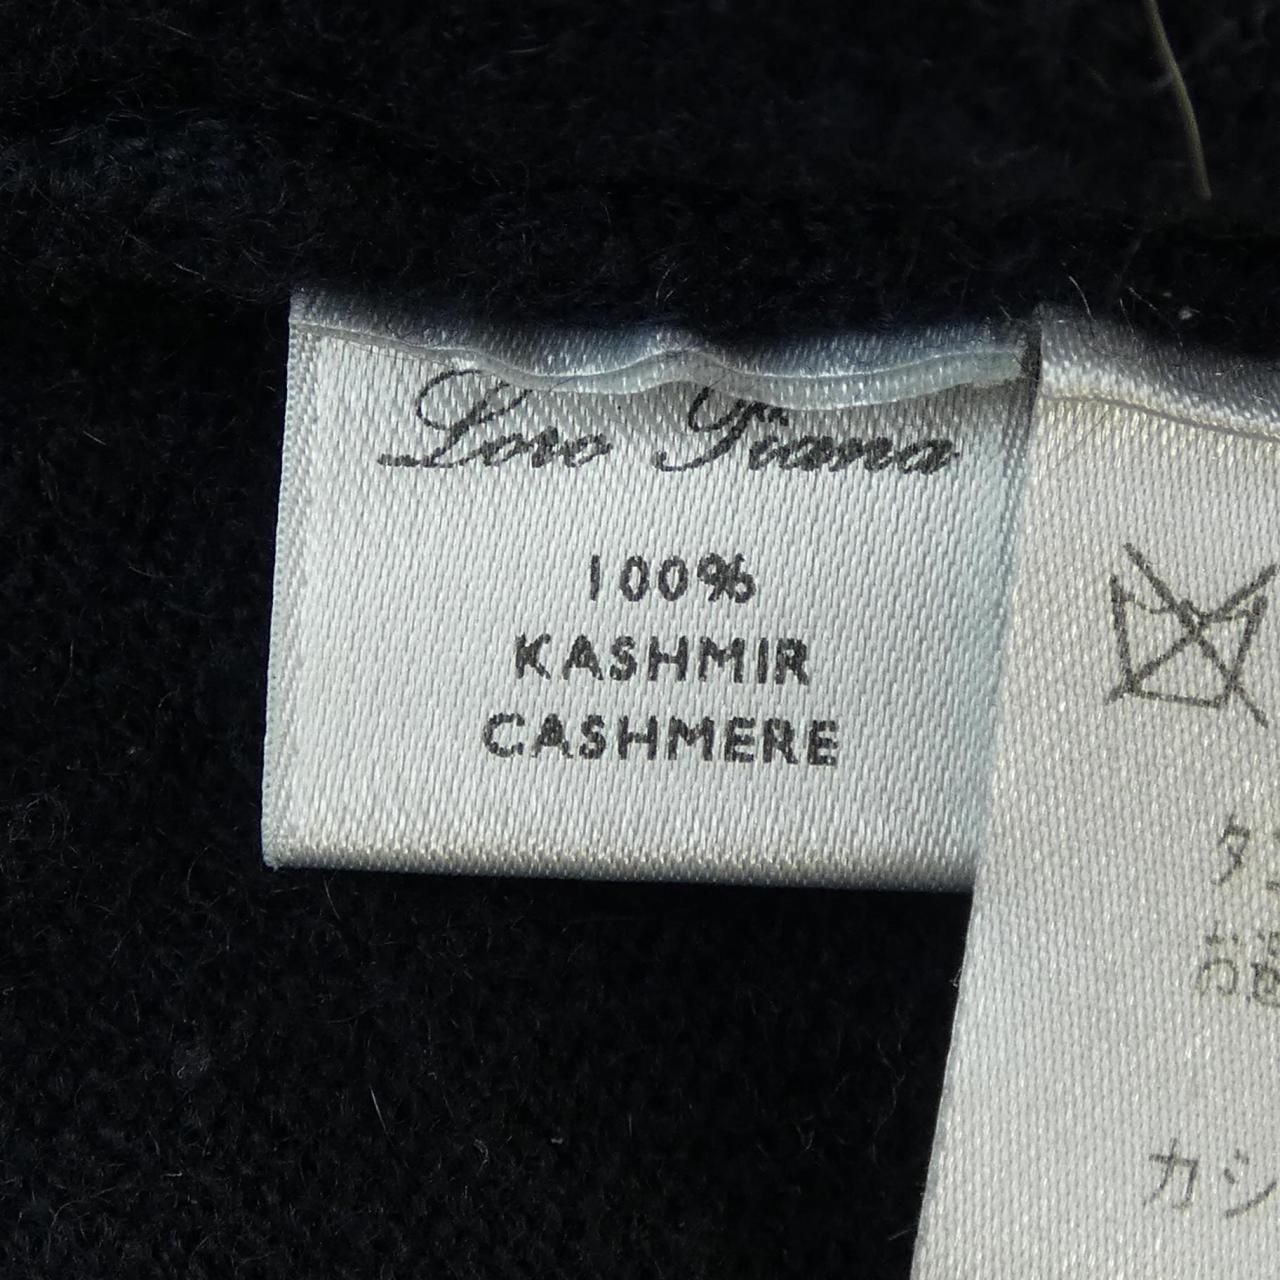 Loro Piana
100%
KASHMIR
CASHMERE